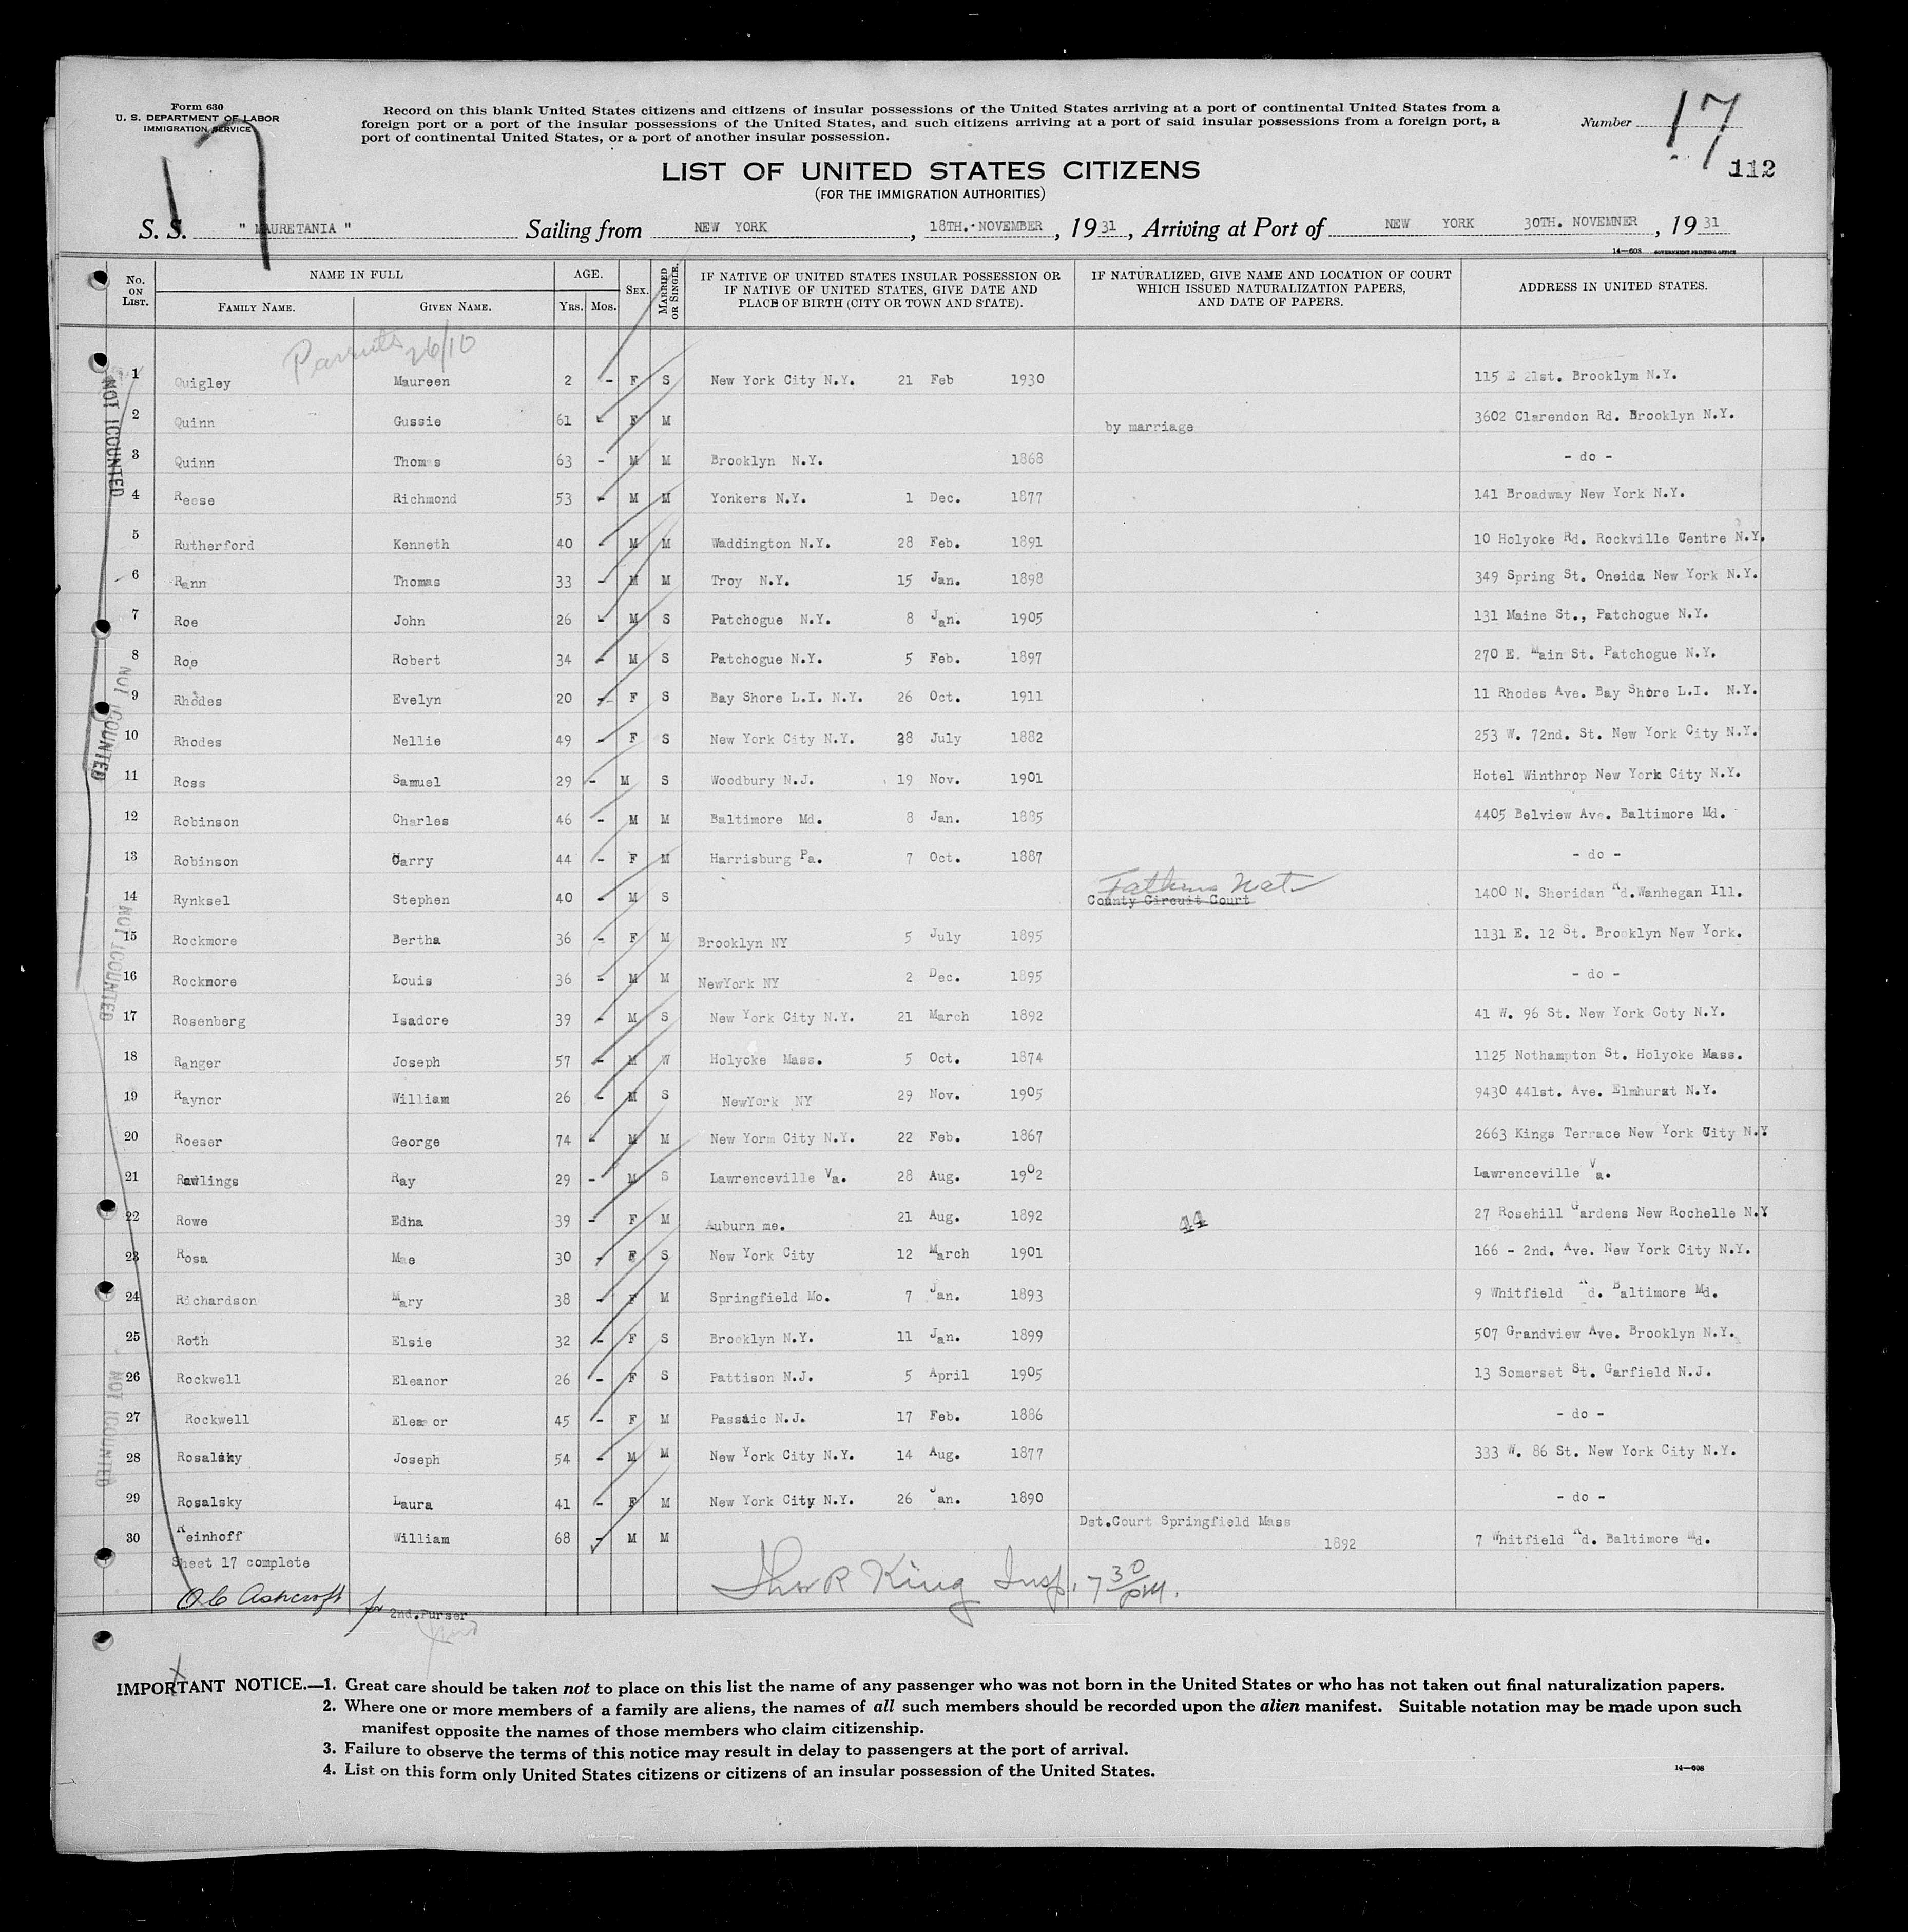 Form 630
U. S. DEPARTMENT OF LABOR
IMMIGRATION SERVICE
17
Record on this blank United States citizens and citizens of insular possessions of the United States arriving at a port of continental United States from a
foreign port or a port of the insular possessions of the United States, and such citizens arriving at a port of said insular possessions from a foreign port, a
port of continental United States, or a port of another insular possession.
Number 17
112
LIST OF UNITED STATES CITIZENS
(FOR THE IMMIGRATION AUTHORITIES)
S. S. " MAURETANIA " Sailing from NEW YORK, 18TH. NOVEMBER, 1931, Arriving at Port of NEW YORK 30TH. NOVEMNER, 1931
14—608 GOVERNMENT PRINTING OFFICE
No. ON LIST. NAME IN FULL FAMILY NAME. GIVEN NAME. AGE. YRS. MOS. SEX. MARRIED OR SINGLE. IF NATIVE OF UNITED STATES INSULAR POSSESSION OR IF NATIVE OF UNITED STATES, GIVE DATE AND PLACE OF BIRTH (CITY OR TOWN AND STATE). IF NATURALIZED, GIVE NAME AND LOCATION OF COURT WHICH ISSUED NATURALIZATION PAPERS, AND DATE OF PAPERS. ADDRESS IN UNITED STATES.
Parents 26/10
1 Quigley Maureen 2 - F S New York City N.Y. 21 Feb 1930 115 E 21st. Brooklym N.Y.
2 Quinn Gussie 61 F M by marriage 3602 Clarendon Rd. Brooklyn N.Y.
3 Quinn Thomas 63 - M M Brooklyn N.Y. 1868 - do -
4 Reese Richmond 53 - M M Yonkers N.Y. 1 Dec. 1877 141 Broadway New York N.Y.
5 Rutherford Kenneth 40 - M M Waddington N.Y. 28 Feb. 1891 10 Holyoke Rd. Rockville Centre N.Y.
6 Rann Thomas 33 - M M Troy N.Y. 15 Jan. 1898 349 Spring St. Oneida New York N.Y.
7 Roe John 26 - M S Patchogue N.Y. 8 Jan. 1905 131 Maine St., Patchogue N.Y.
8 Roe Robert 34 - M S Patchogue N.Y. 5 Feb. 1897 270 E. Main St. Patchogue N.Y.
9 Rhodes Evelyn 20 - F S Bay Shore L.I. N.Y. 26 Oct. 1911 11 Rhodes Ave. Bay Shore L.I. N.Y.
10 Rhodes Nellie 49 - F S New York City N.Y. 28 July 1882 253 W. 72nd. St. New York City N.Y.
11 Ross Samuel 29 - M S Woodbury N.J. 19 Nov. 1901 Hotel Winthrop New York City N.Y.
12 Robinson Charles 46 - M M Baltimore Md. 8 Jan. 1885 4405 Belview Ave. Baltimore Md.
13 Robinson Carry 44 - F M Harrisburg Pa. 7 Oct. 1887 - do -
14 Rynksel Stephen 40 - M S Fathers Nat County Circuit Court 1400 N. Sheridan Rd. Wanhegan Ill.
15 Rockmore Bertha 36 - F M Brooklyn NY 5 July 1895 1131 E. 12 St. Brooklyn New York.
16 Rockmore Louis 36 - M M NewYork NY 2 Dec. 1895 - do -
17 Rosenberg Isadore 39 - M S New York City N.Y. 21 March 1892 41 W. 96 St. New York Coty N.Y.
18 Ranger Joseph 57 - M W Holyoke Mass. 5 Oct. 1874 1125 Nothampton St. Holyoke Mass.
19 Raynor William 26 - M S NewYork NY 29 Nov. 1905 9430 441st. Ave. Elmhurst N.Y.
20 Roeser George 74 - M M New Yorm City N.Y. 22 Feb. 1867 2663 Kings Terrace New York City N.Y
21 Rawlings Ray 29 - M S Lawrenceville Va. 28 Aug. 1902 Lawrenceville Va.
22 Rowe Edna 39 - F M Auburn me. 21 Aug. 1892 44 27 Rosehill Gardens New Rochelle N.Y
23 Rosa Mae 30 - F S New York City 12 March 1901 166 - 2nd. Ave. New York City N.Y.
24 Richardson Mary 38 - F M Springfield Mo. 7 Jan. 1893 9 Whitfield Rd. Baltimore Md.
25 Roth Elsie 32 - F S Brooklyn N.Y. 11 Jan. 1899 507 Grandview Ave. Brooklyn N.Y.
26 Rockwell Eleanor 26 - F S Pattison N.J. 5 April 1905 13 Somerset St. Garfield N.J.
27 Rockwell Eleanor 45 - F M Passaic N.J. 17 Feb. 1886 - do -
28 Rosalsky Joseph 54 - M M New York City N.Y. 14 Aug. 1877 333 W. 86 St. New York City N.Y.
29 Rosalsky Laura 41 - F M New York City N.Y. 26 Jan. 1890 - do -
30 Reinhoff William 68 - M M Dst.Court Springfield Mass 1892 7 Whitfield Rd. Baltimore Md.
Sheet 17 complete
O C Ashcroft for 2nd.Purser
Thos R King Insp. 7 30 PM.
NOT COUNTED
NOT COUNTED
NOT COUNTED
NOT COUNTED
IMPORTANT NOTICE.—1. Great care should be taken not to place on this list the name of any passenger who was not born in the United States or who has not taken out final naturalization papers.
2. Where one or more members of a family are aliens, the names of all such members should be recorded upon the alien manifest. Suitable notation may be made upon such
manifest opposite the names of those members who claim citizenship.
3. Failure to observe the terms of this notice may result in delay to passengers at the port of arrival.
4. List on this form only United States citizens or citizens of an insular possession of the United States.
14—608